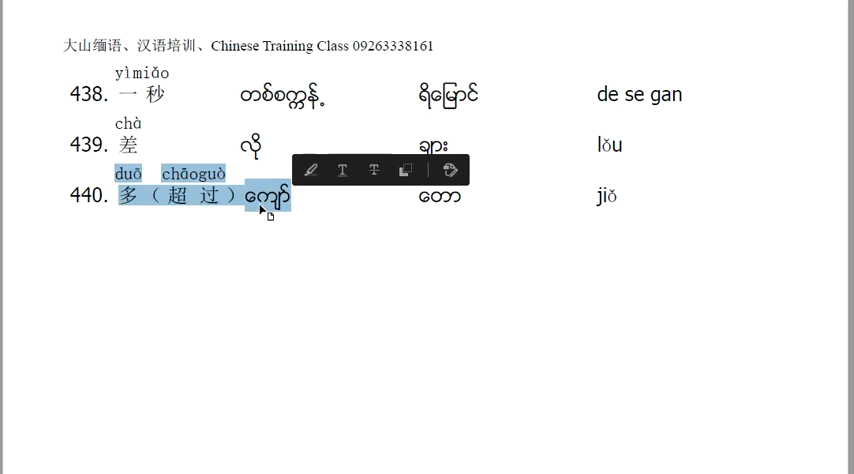 大山缅语、汉语培训、Chinese Training Class 09263338161
yìmiǎo
438. 一 秒 တစ်စက္ကန့် ရိမြောင် de se gan
chà
439. 差 လို ချား lǒu
duō chāoguò
440. 多 （ 超 过 ） ကျော် တော jiǒ